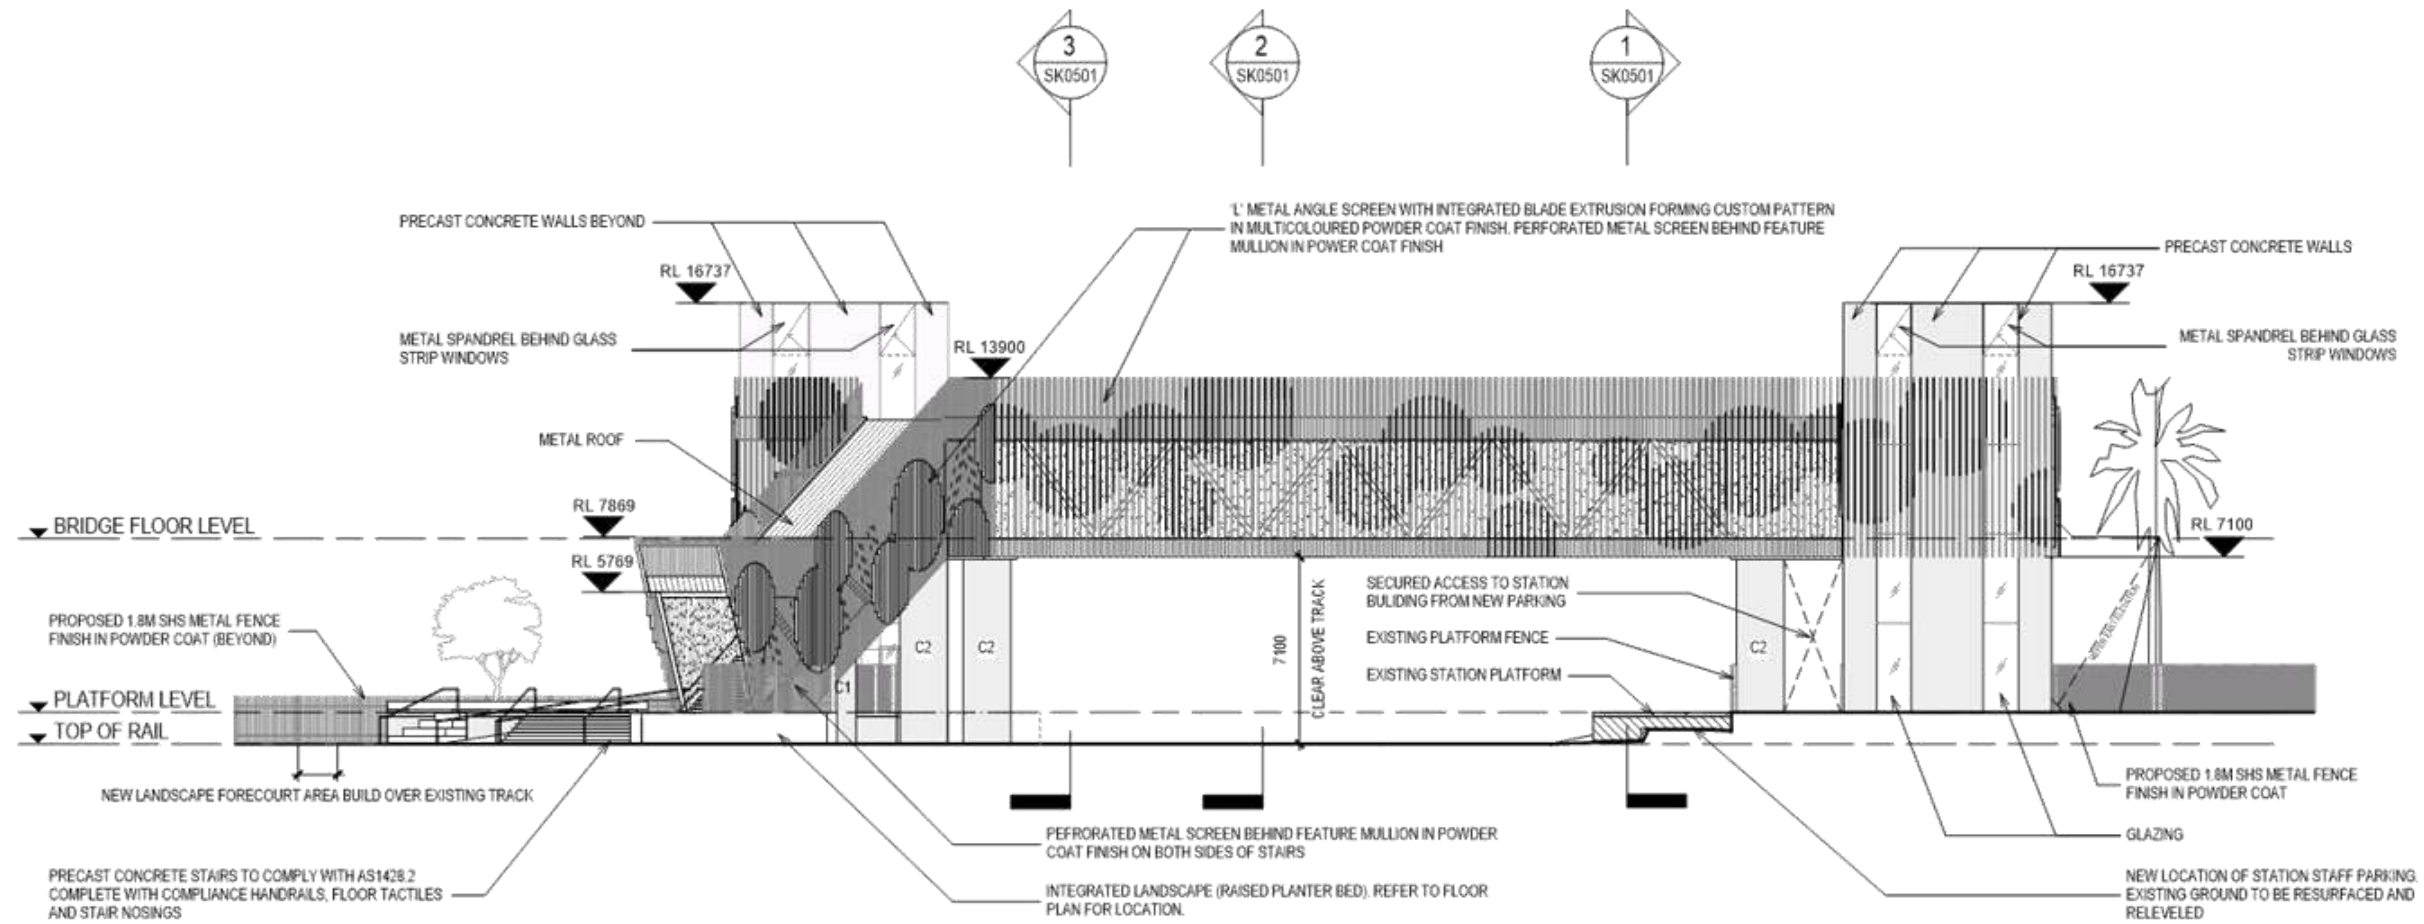 3
SK0501
2
SK0501
1
SK0501
PRECAST CONCRETE WALLS BEYOND
'L' METAL ANGLE SCREEN WITH INTEGRATED BLADE EXTRUSION FORMING CUSTOM PATTERN
IN MULTICOLOURED POWDER COAT FINISH. PERFORATED METAL SCREEN BEHIND FEATURE
MULLION IN POWER COAT FINISH
PRECAST CONCRETE WALLS
RL 16737
RL 16737
METAL SPANDREL BEHIND GLASS
STRIP WINDOWS
RL 13900
METAL SPANDREL BEHIND GLASS
STRIP WINDOWS
METAL ROOF
RL 7869
BRIDGE FLOOR LEVEL
RL 7100
RL 5769
SECURED ACCESS TO STATION
BULIDING FROM NEW PARKING
PROPOSED 1.8M SHS METAL FENCE
FINISH IN POWDER COAT (BEYOND)
EXISTING PLATFORM FENCE
C2
C2
C2
7100
CLEAR ABOVE TRACK
EXISTING STATION PLATFORM
C1
PLATFORM LEVEL
TOP OF RAIL
NEW LANDSCAPE FORECOURT AREA BUILD OVER EXISTING TRACK
PROPOSED 1.8M SHS METAL FENCE
FINISH IN POWDER COAT
PEFRORATED METAL SCREEN BEHIND FEATURE MULLION IN POWDER
COAT FINISH ON BOTH SIDES OF STAIRS
GLAZING
PRECAST CONCRETE STAIRS TO COMPLY WITH AS1428.2
COMPLETE WITH COMPLIANCE HANDRAILS, FLOOR TACTILES
AND STAIR NOSINGS
INTEGRATED LANDSCAPE (RAISED PLANTER BED). REFER TO FLOOR
PLAN FOR LOCATION.
NEW LOCATION OF STATION STAFF PARKING.
EXISTING GROUND TO BE RESURFACED AND
RELEVELED